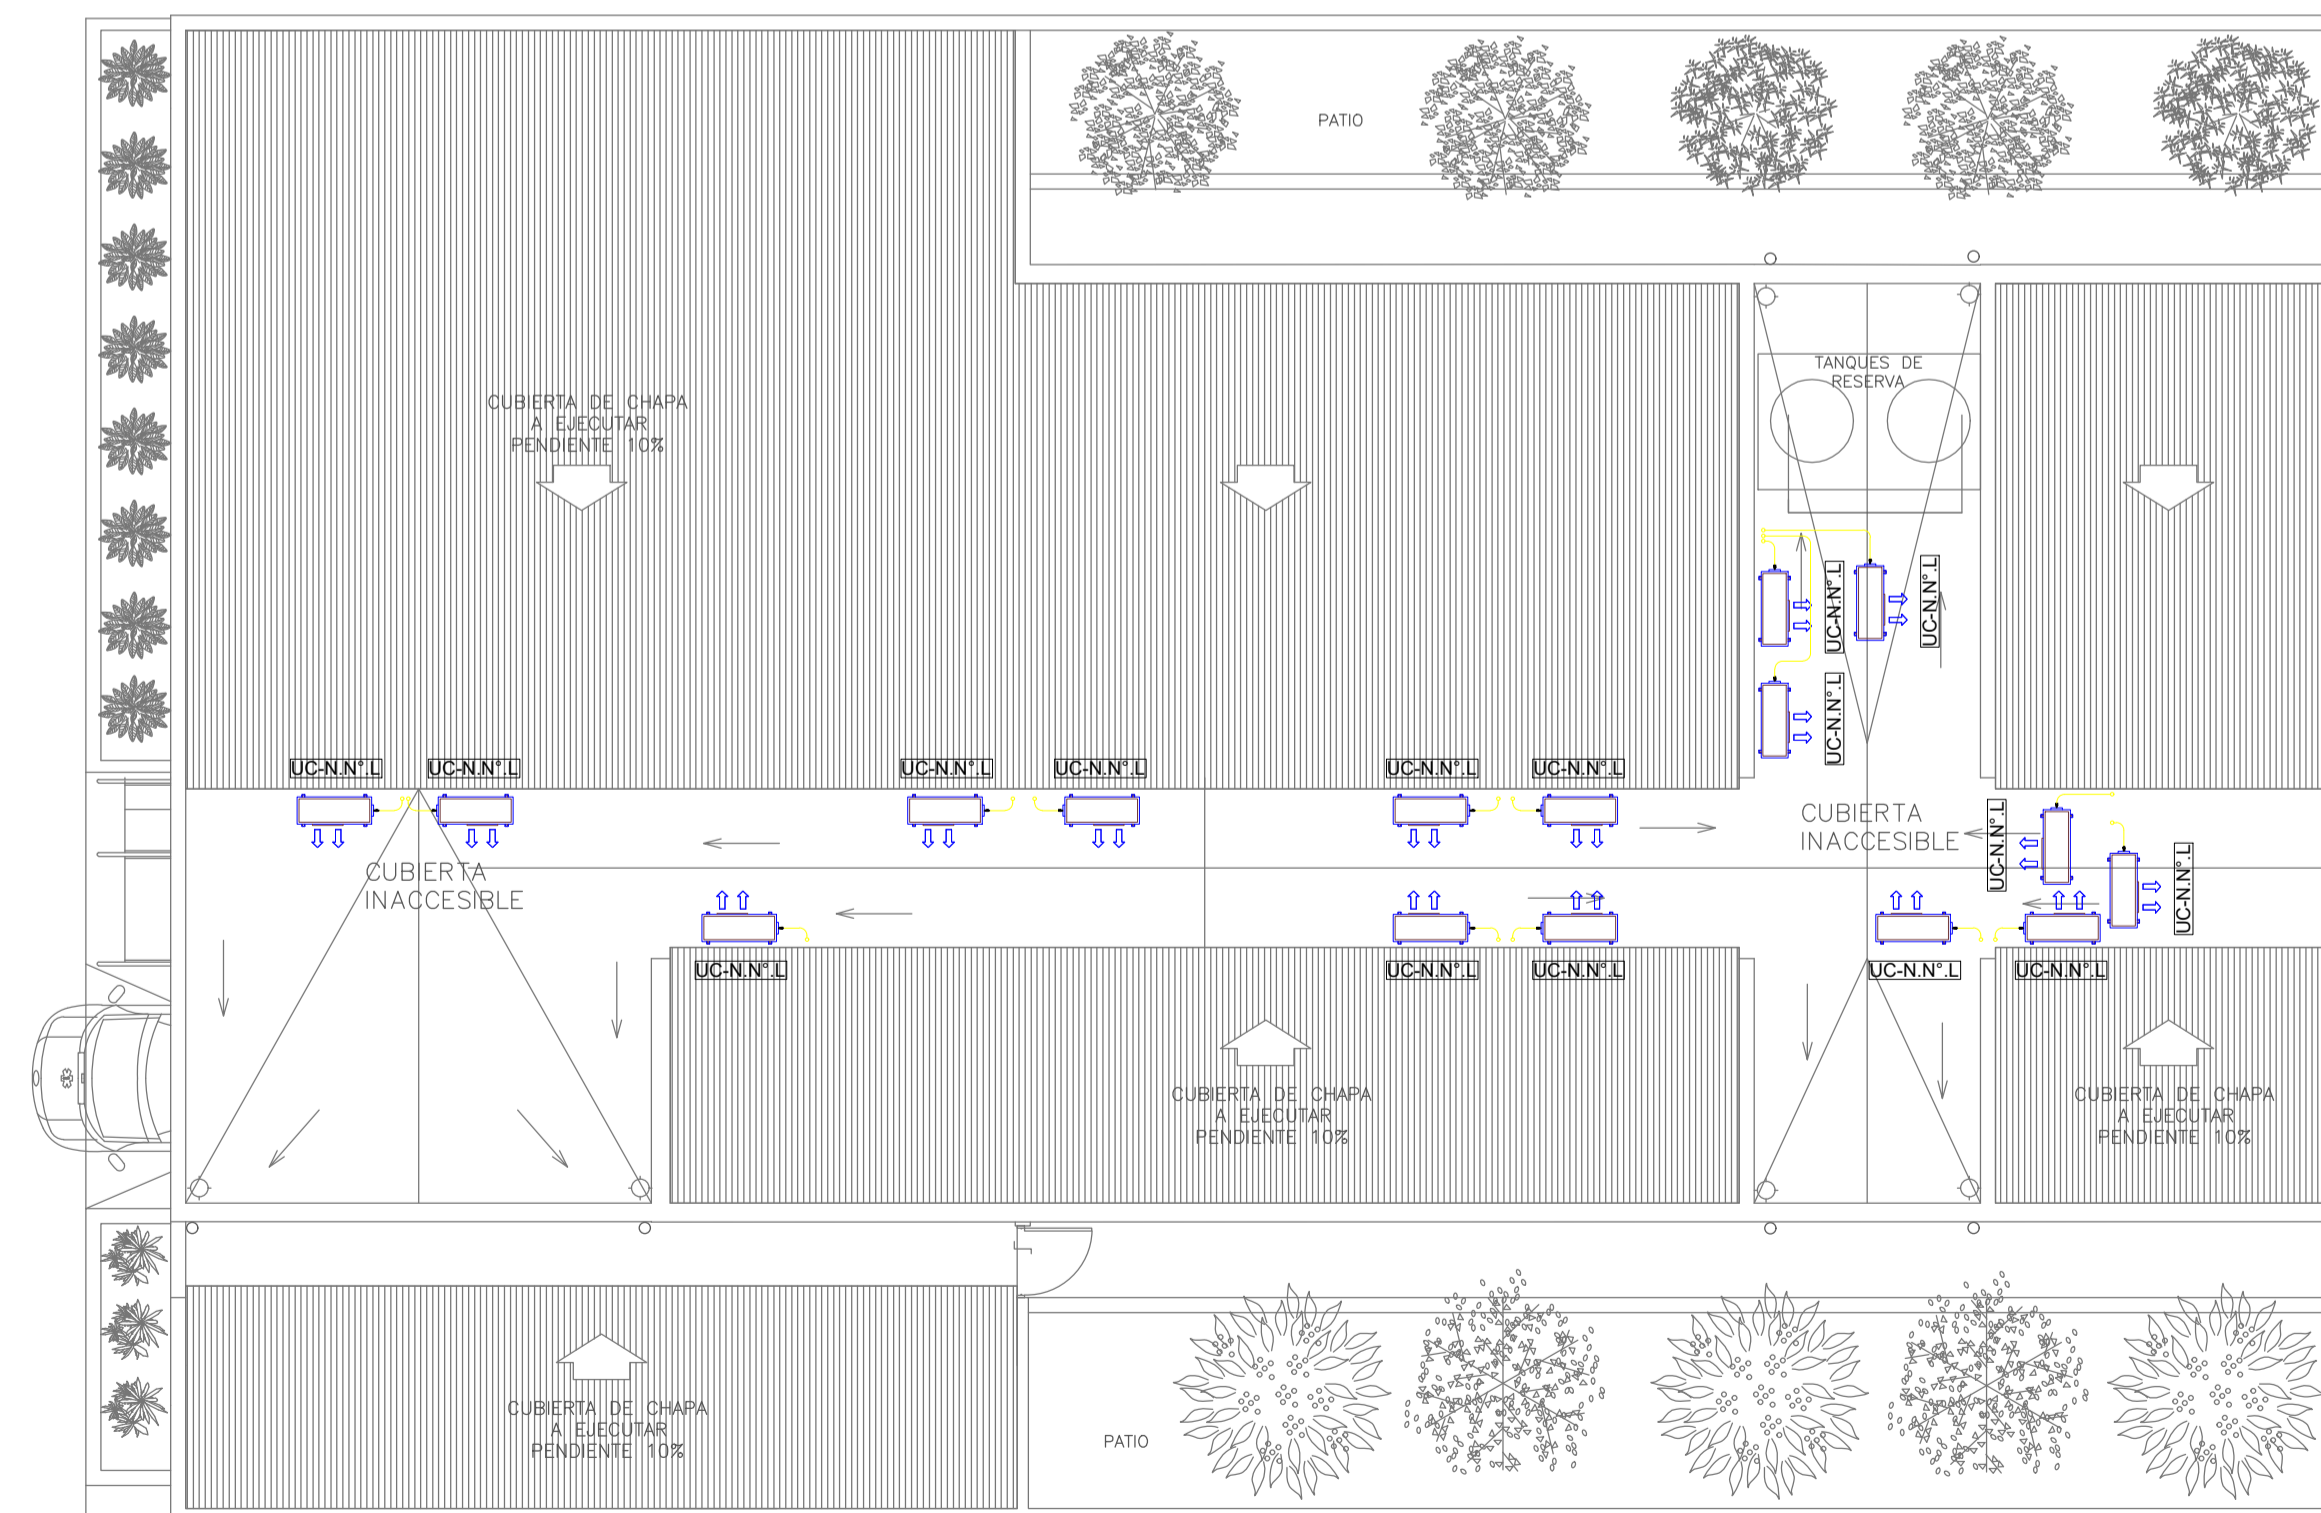 PATIO
TANQUES DE
RESERVA
CUBIERTA DE CHAPA
A EJECUTAR
PENDIENTE 10%
UC-N.N°.L
UC-N.N°.L
UC-N.N°.L
UC-N.N°.L
UC-N.N°.L
UC-N.N°.L
UC-N.N°.L
UC-N.N°.L
UC-N.N°.L
CUBIERTA
INACCESIBLE
CUBIERTA
INACCESIBLE
UC-N.N°.L
UC-N.N°.L
UC-N.N°.L
UC-N.N°.L
UC-N.N°.L
UC-N.N°.L
UC-N.N°.L
CUBIERTA DE CHAPA
A EJECUTAR
PENDIENTE 10%
CUBIERTA DE CHAPA
A EJECUTAR
PENDIENTE 10%
CUBIERTA DE CHAPA
A EJECUTAR
PENDIENTE 10%
PATIO